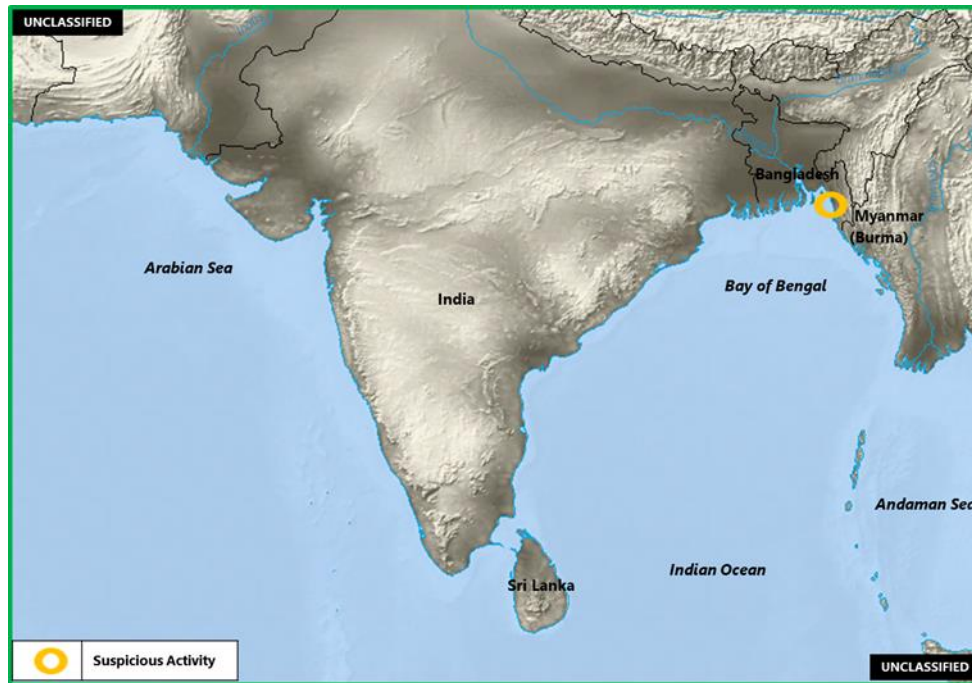 UNCLASSIFIED
Bangladesh
Myanmar
(Burma)
Arabian Sea
Bay of Bengal
India
Andaman Sea
Indian Ocean
Sri Lanka
Suspicious Activity
UNCLASSIFIED